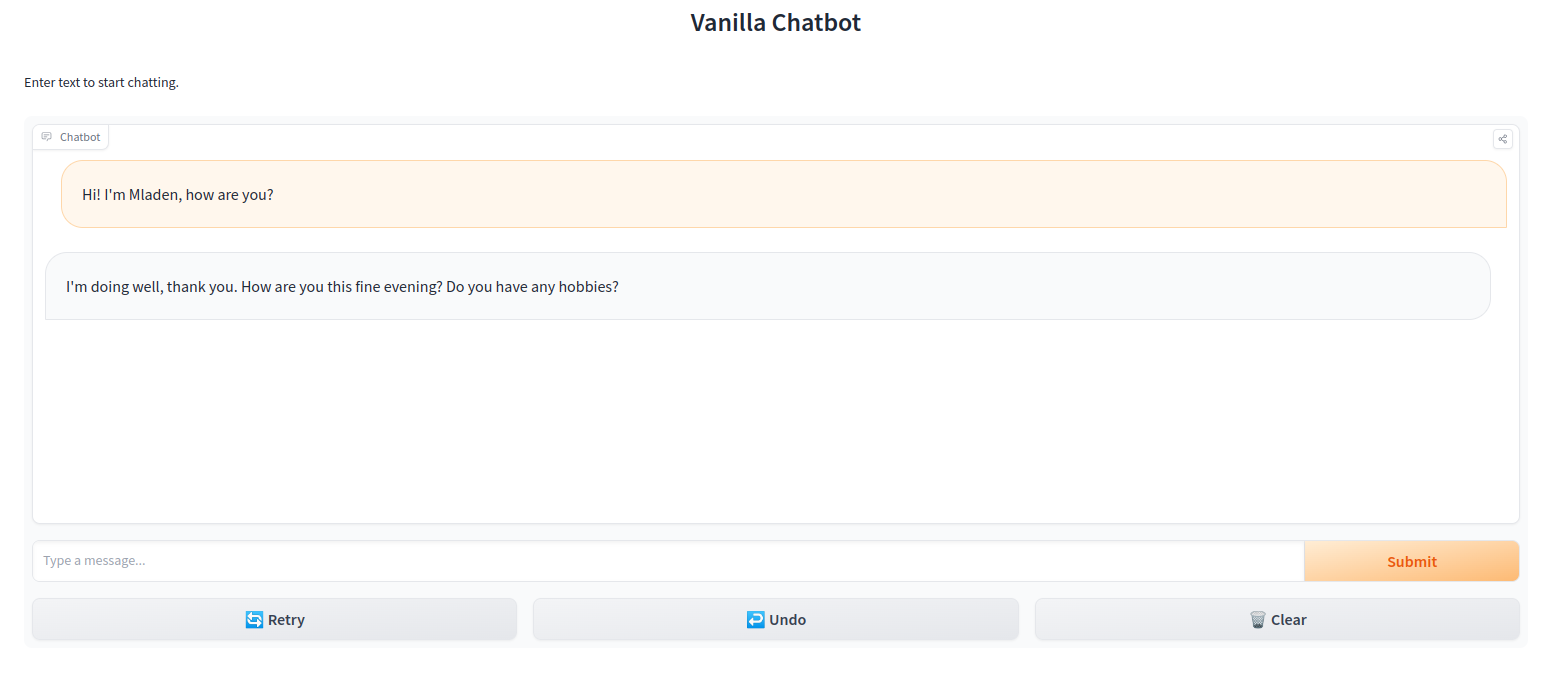 Vanilla Chatbot
Enter text to start chatting.
Chatbot
Hi! I'm Mladen, how are you?
I'm doing well, thank you. How are you this fine evening? Do you have any hobbies?
Type a message...
Submit
Retry
Undo
Clear